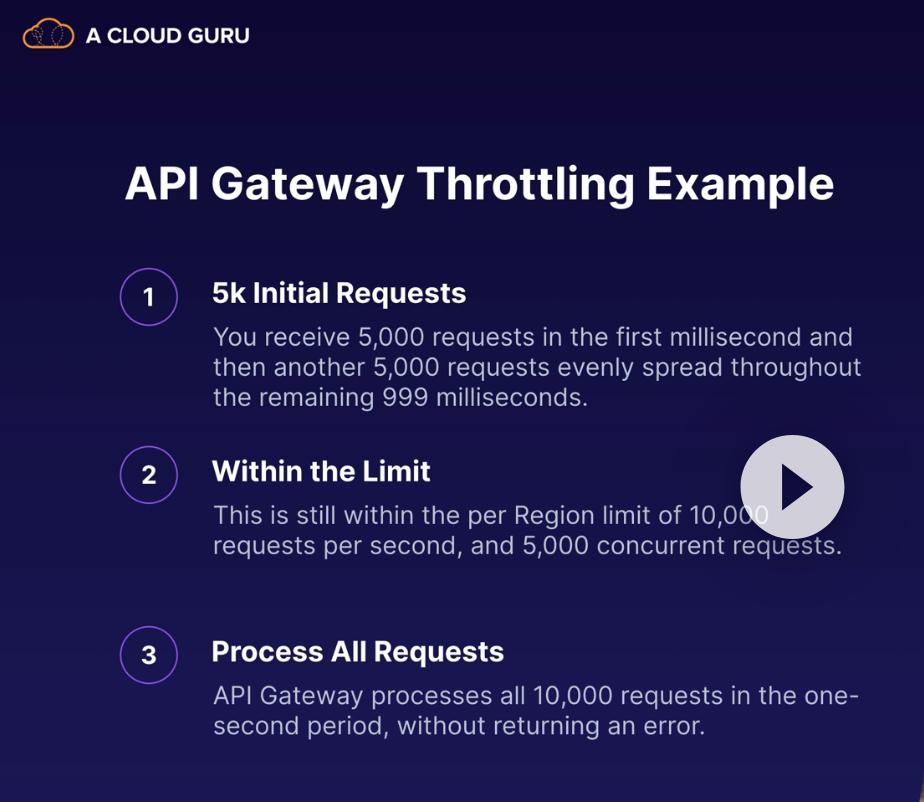 A CLOUD GURU
API Gateway Throttling Example
1
5k Initial Requests
You receive 5,000 requests in the first millisecond and
then another 5,000 requests evenly spread throughout
the remaining 999 milliseconds.
2
Within the Limit
This is still within the per Region limit of 10,000
requests per second, and 5,000 concurrent requests.
3
Process All Requests
API Gateway processes all 10,000 requests in the one-
second period, without returning an error.